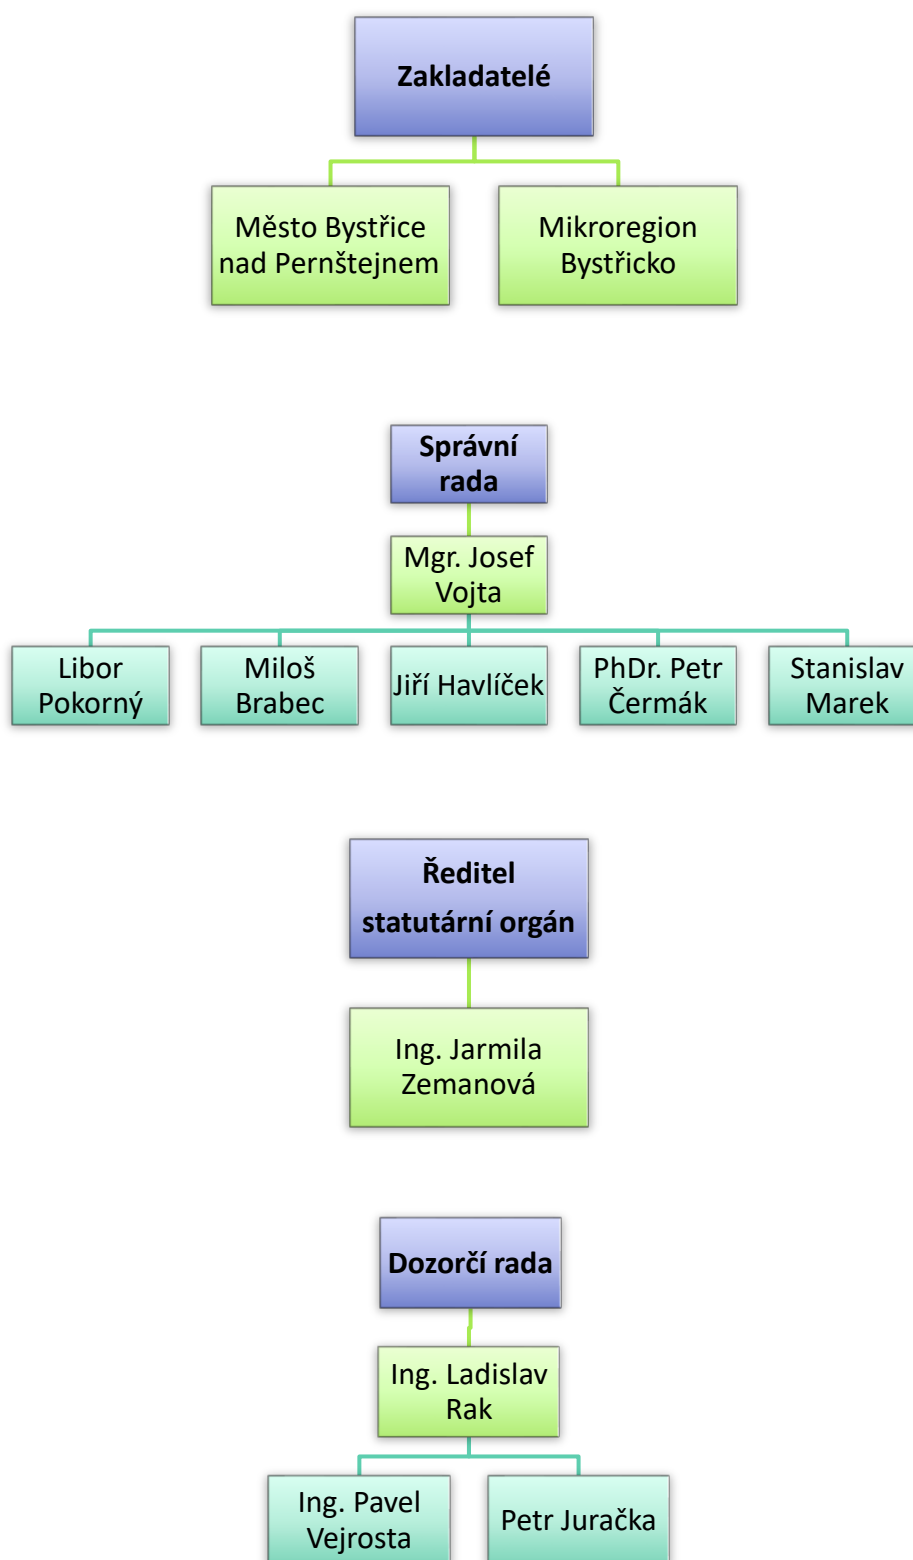 Zakladatelé
Město Bystřice
nad Pernštejnem
Mikroregion
Bystřicko
Správní
rada
Mgr. Josef
Vojta
Libor
Pokorný
Miloš
Brabec
Jiří Havlíček
PhDr. Petr
Čermák
Stanislav
Marek
Ředitel
statutární orgán
Ing. Jarmila
Zemanová
Dozorčí rada
Ing. Ladislav
Rak
Ing. Pavel
Vejrosta
Petr Juračka